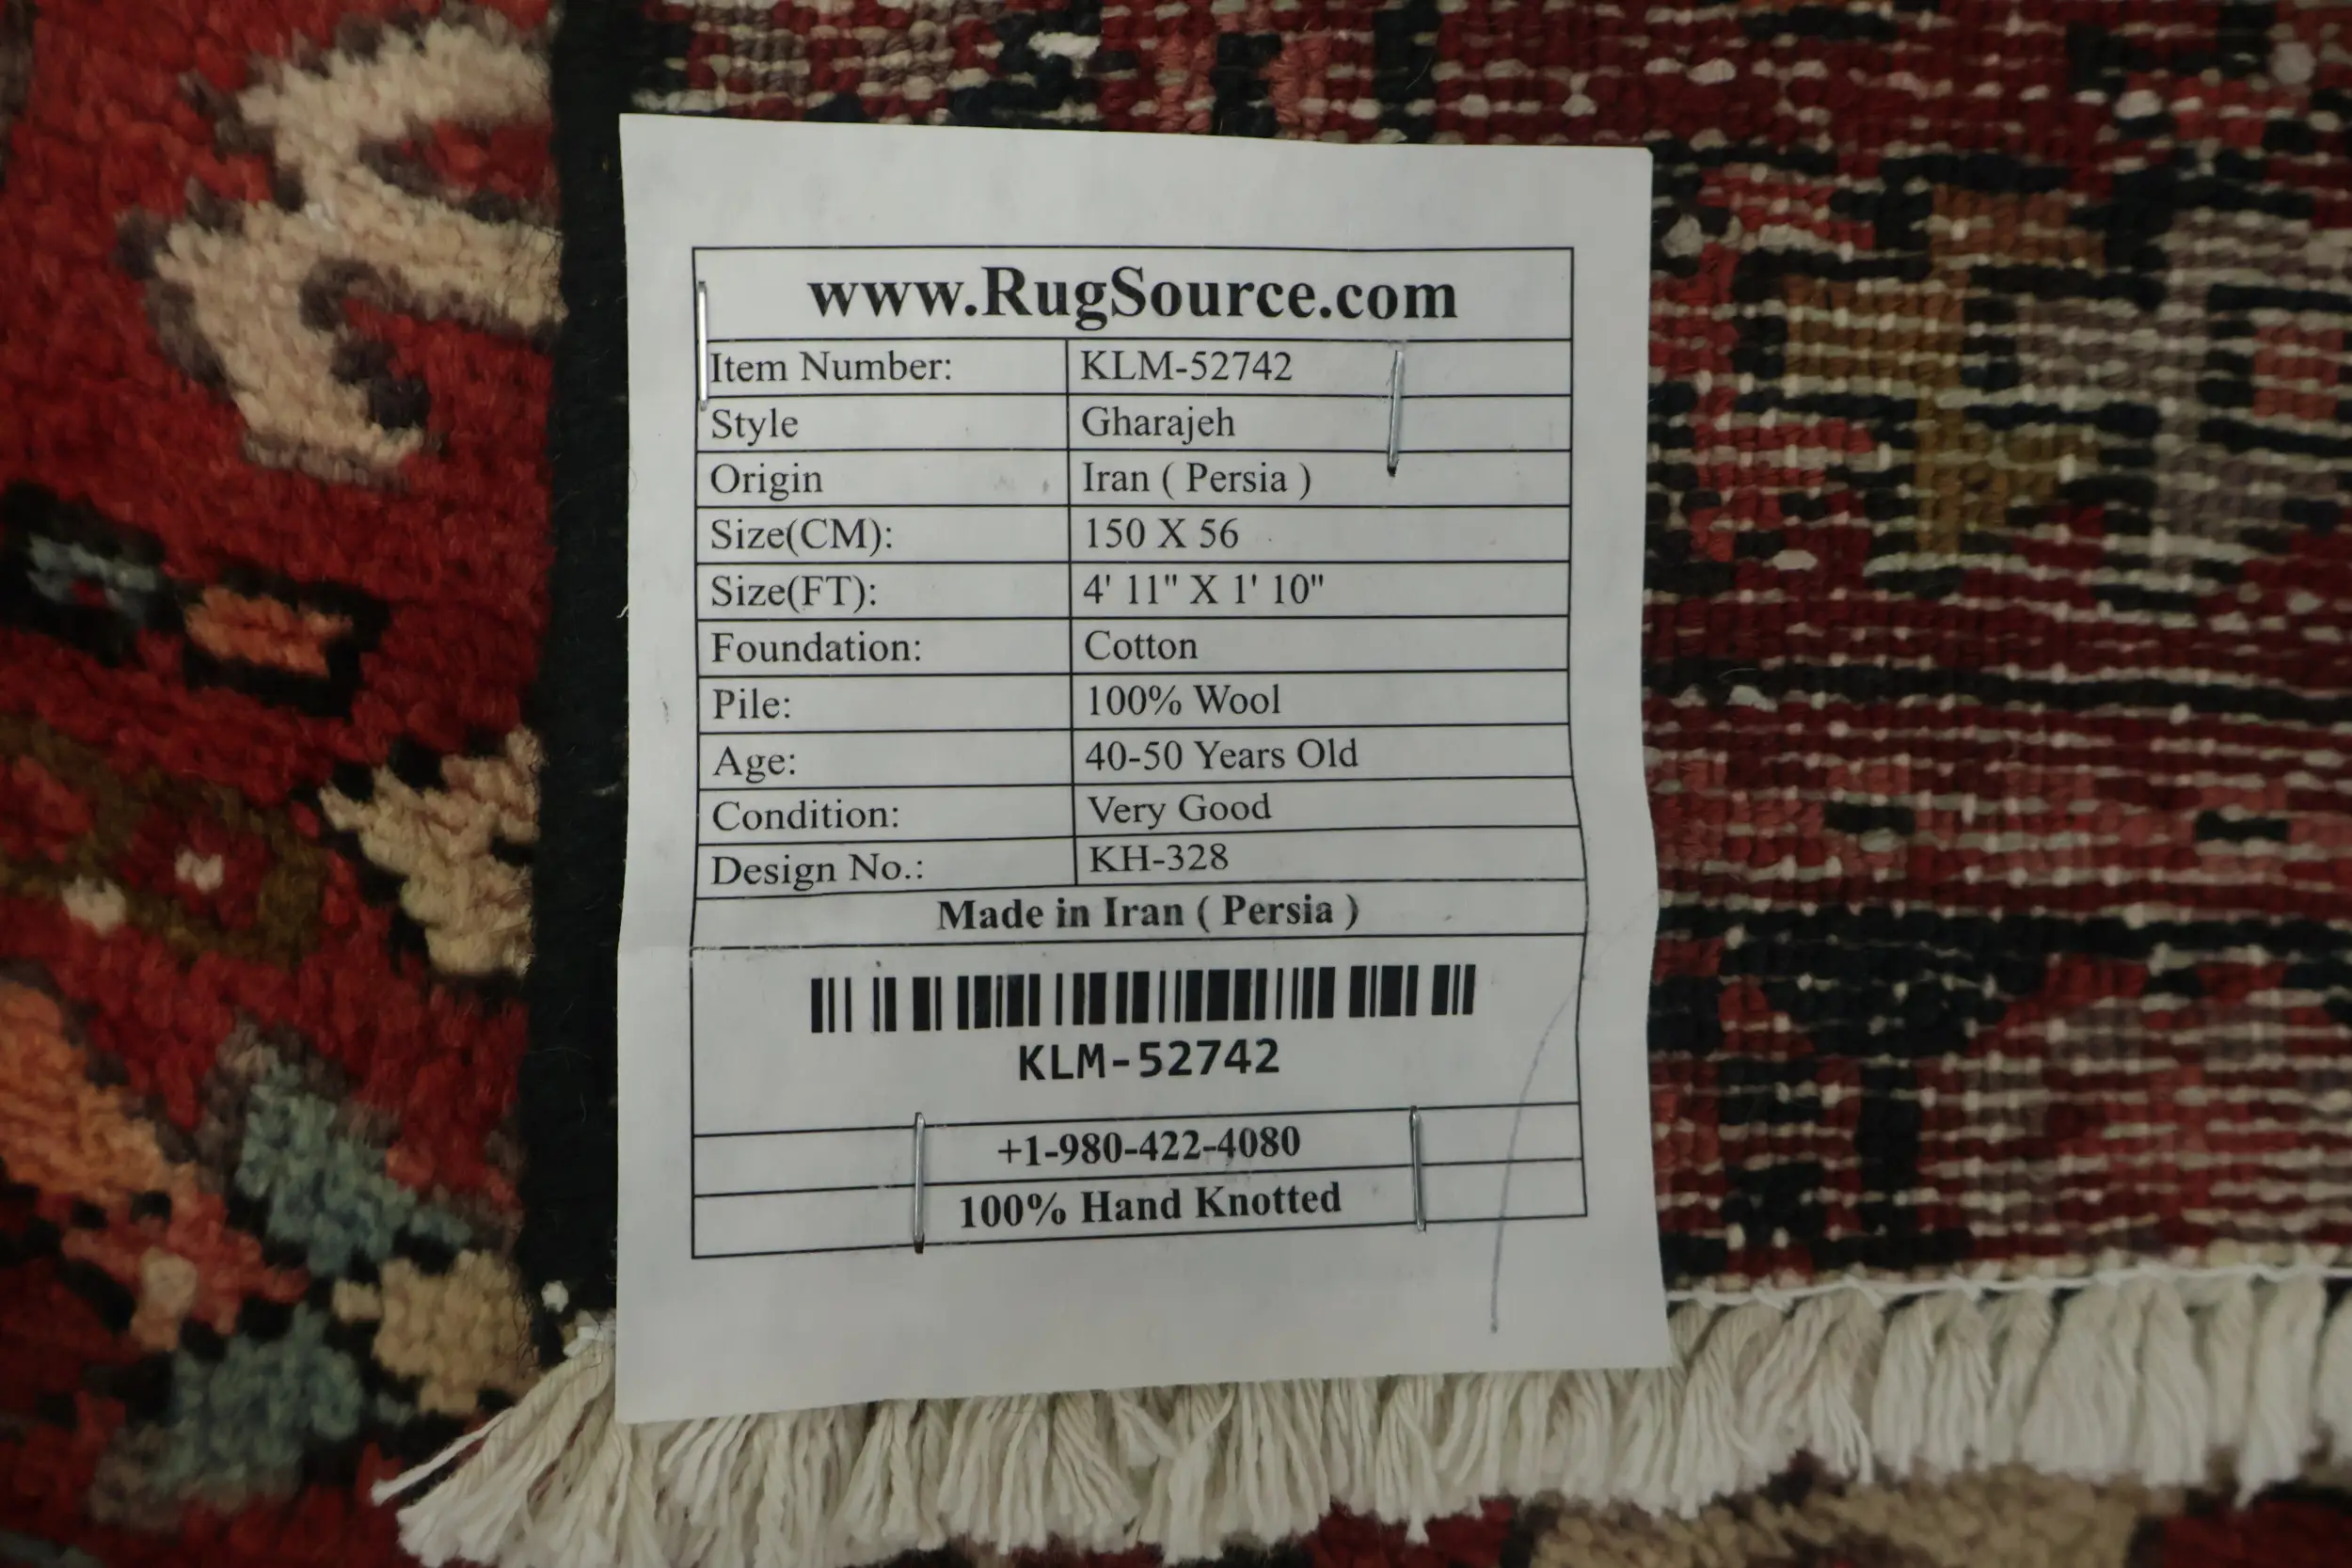 www.RugSource.com
Item Number: KLM-52742
Style Gharajeh
Origin Iran ( Persia )
Size(CM): 150 X 56
Size(FT): 4' 11" X 1' 10"
Foundation: Cotton
Pile: 100% Wool
Age: 40-50 Years Old
Condition: Very Good
Design No.: KH-328
Made in Iran ( Persia )
KLM-52742
+1-980-422-4080
100% Hand Knotted